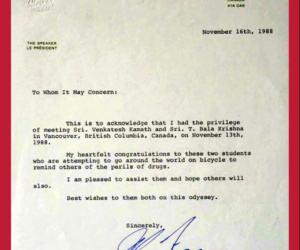 CANADA
K1A 0A6
THE SPEAKER
LE PRÉSIDENT
November 16th, 1988
To Whom It May Concern:
This is to acknowledge that I had the privilege
of meeting Sri. Venkatesh Kamath and Sri. T. Bala Krishna
in Vancouver, British Columbia, Canada, on November 13th,
1988.
My heartfelt congratulations to these two students
who are attempting to go around the world on bicycle to
remind others of the perils of drugs.
I am pleased to assist them and hope others will
also.
Best wishes to them both on this odyssey.
Sincerely,